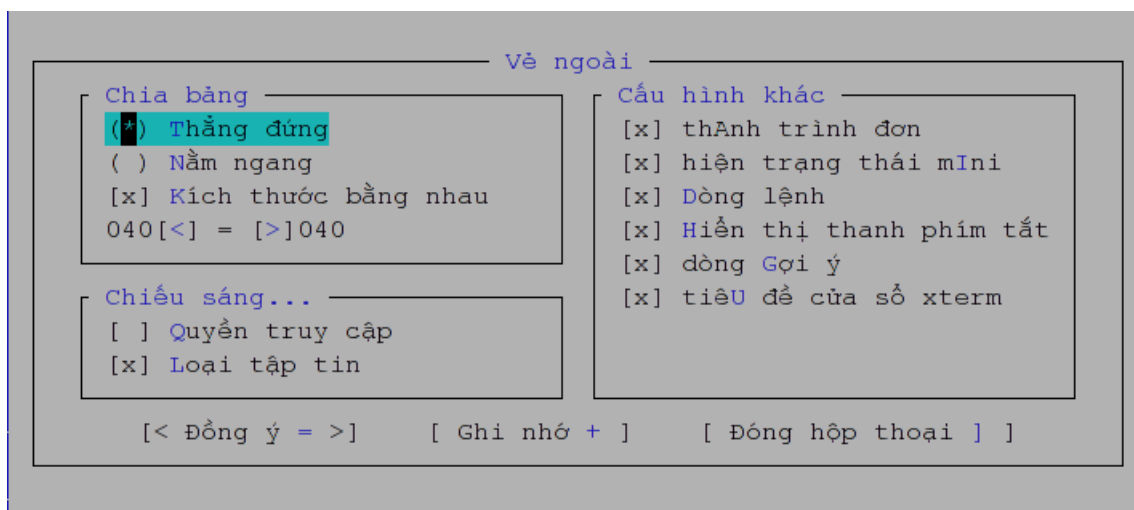 Vẻ ngoài
Chia bảng
(*) Thẳng đứng
( ) Nằm ngang
[x] Kích thước bằng nhau
040[<] = [>]040
Chiếu sáng...
[ ] Quyền truy cập
[x] Loại tập tin
Cấu hình khác
[x] thAnh trình đơn
[x] hiện trạng thái mIni
[x] Dòng lệnh
[x] Hiển thị thanh phím tắt
[x] dòng Gợi ý
[x] tiêU đề cửa sổ xterm
[< Đồng ý = >] [ Ghi nhớ + ] [ Đóng hộp thoại ] ]